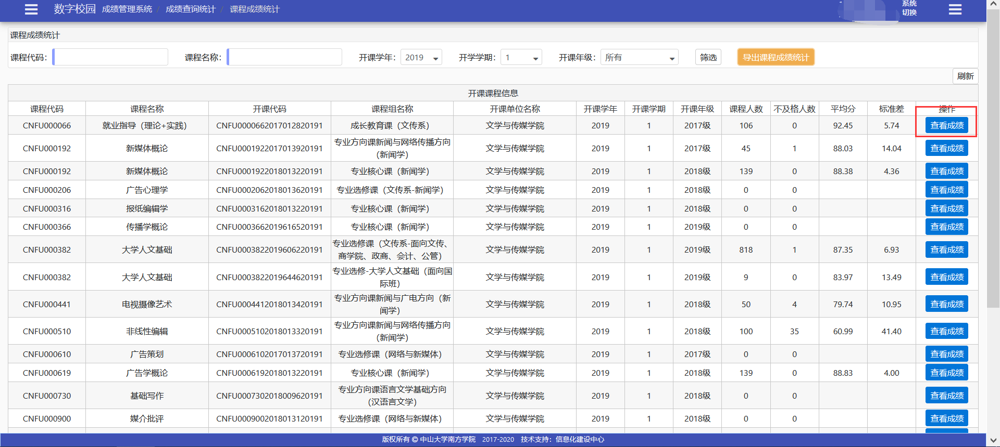 数字校园 成绩管理系统 / 成绩查询统计 / 课程成绩统计 系统
切换
课程成绩统计
课程代码： 课程名称： 开课学年： 2019 开学学期： 1 开课年级： 所有 筛选 导出课程成绩统计
刷新
开课课程信息
课程代码 课程名称 开课代码 课程组名称 开课单位名称 开课学年 开课学期 开课年级 课程人数 不及格人数 平均分 标准差 操作
CNFU000066 就业指导（理论+实践） CNFU0000662017012820191 成长教育课（文传系） 文学与传媒学院 2019 1 2017级 106 0 92.45 5.74 查看成绩
CNFU000192 新媒体概论 CNFU0001922017013920191 专业方向课新闻与网络传播方向
（新闻学） 文学与传媒学院 2019 1 2017级 45 1 88.03 14.04 查看成绩
CNFU000192 新媒体概论 CNFU0001922018013220191 专业核心课（新闻学） 文学与传媒学院 2019 1 2018级 139 0 88.38 4.36 查看成绩
CNFU000206 广告心理学 CNFU0002062018013620191 专业选修课（文传系-新闻学） 文学与传媒学院 2019 1 2018级 0 0 查看成绩
CNFU000316 报纸编辑学 CNFU0003162018013220191 专业核心课（新闻学） 文学与传媒学院 2019 1 2018级 0 0 查看成绩
CNFU000366 传播学概论 CNFU0003662019616520191 专业核心课（新闻学） 文学与传媒学院 2019 1 2019级 0 0 查看成绩
CNFU000382 大学人文基础 CNFU0003822019606220191 专业选修课（文传系-面向文传、
商学院、政商、会计、公管） 文学与传媒学院 2019 1 2019级 818 1 87.35 6.93 查看成绩
CNFU000382 大学人文基础 CNFU0003822019644620191 专业选修-大学人文基础（面向国
际班） 文学与传媒学院 2019 1 2019级 9 0 83.97 13.49 查看成绩
CNFU000441 电视摄像艺术 CNFU0004412018013420191 专业方向课新闻与广电方向（新
闻学） 文学与传媒学院 2019 1 2018级 50 4 79.74 10.95 查看成绩
CNFU000510 非线性编辑 CNFU0005102018013320191 专业方向课新闻与网络传播方向
（新闻学） 文学与传媒学院 2019 1 2018级 100 35 60.99 41.40 查看成绩
CNFU000610 广告策划 CNFU0006102017013720191 专业选修课（网络与新媒体） 文学与传媒学院 2019 1 2017级 0 0 查看成绩
CNFU000619 广告学概论 CNFU0006192018013220191 专业核心课（新闻学） 文学与传媒学院 2019 1 2018级 139 0 88.83 4.00 查看成绩
CNFU000730 基础写作 CNFU0007302018009620191 专业方向课语言文学基础方向
（汉语言文学） 文学与传媒学院 2019 1 2018级 0 0 查看成绩
CNFU000900 媒介批评 CNFU0009002018013120191 专业选修课（网络与新媒体） 文学与传媒学院 2019 1 2018级 0 0 查看成绩
版权所有 © 中山大学南方学院 2017-2020 技术支持：信息化建设中心